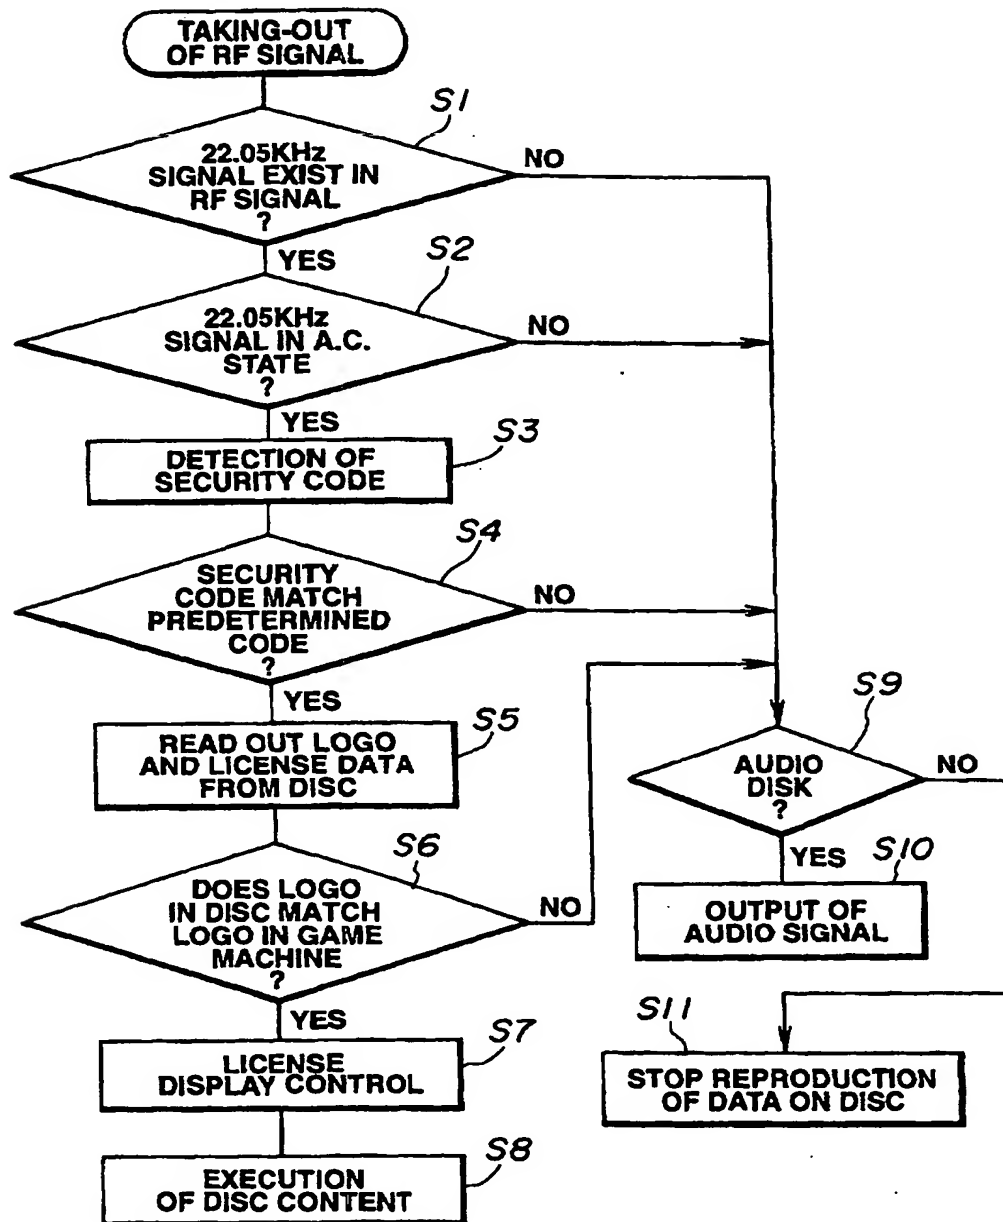 TAKING-OUT
OF RF SIGNAL
S1
22.05KHz
SIGNAL EXIST IN
RF SIGNAL
?
NO
YES
S2
22.05KHz
SIGNAL IN A.C.
STATE
?
NO
YES
S3
DETECTION OF
SECURITY CODE
S4
SECURITY
CODE MATCH
PREDETERMINED
CODE
?
NO
YES
S5
READ OUT LOGO
AND LICENSE DATA
FROM DISC
S6
DOES LOGO
IN DISC MATCH
LOGO IN GAME
MACHINE
?
NO
YES
S7
LICENSE
DISPLAY CONTROL
S8
EXECUTION
OF DISC CONTENT
S9
AUDIO
DISK
?
NO
YES
S10
OUTPUT OF
AUDIO SIGNAL
S11
STOP REPRODUCTION
OF DATA ON DISC